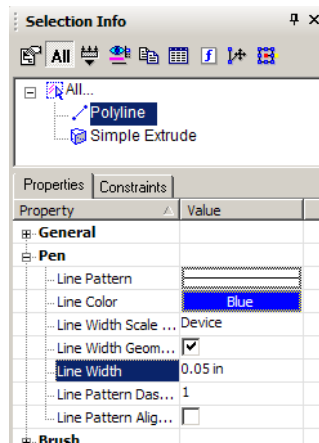 Selection Info
All
All...
Polyline
Simple Extrude
Properties Constraints
Property Value
General
Pen
Line Pattern
Line Color Blue
Line Width Scale ... Device
Line Width Geom...
Line Width 0.05 in
Line Pattern Das... 1
Line Pattern Alig...
Brush